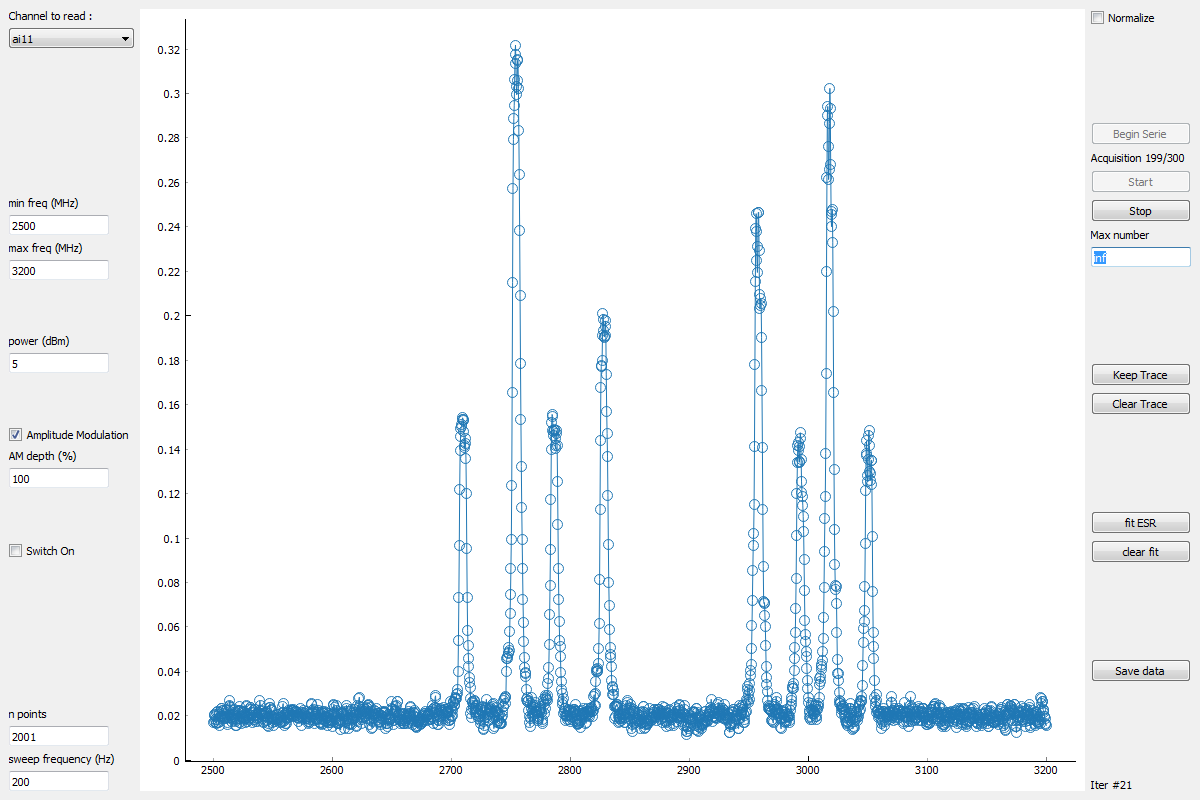 Channel to read :
ai11
min freq (MHz)
2500
max freq (MHz)
3200
power (dBm)
5
Amplitude Modulation
AM depth (%)
100
Switch On
n points
2001
sweep frequency (Hz)
200
0.32
0.3
0.28
0.26
0.24
0.22
0.2
0.18
0.16
0.14
0.12
0.1
0.08
0.06
0.04
0.02
0
2500 2600 2700 2800 2900 3000 3100 3200
Normalize
Begin Serie
Acquisition 199/300
Start
Stop
Max number
inf
Keep Trace
Clear Trace
fit ESR
clear fit
Save data
Iter #21